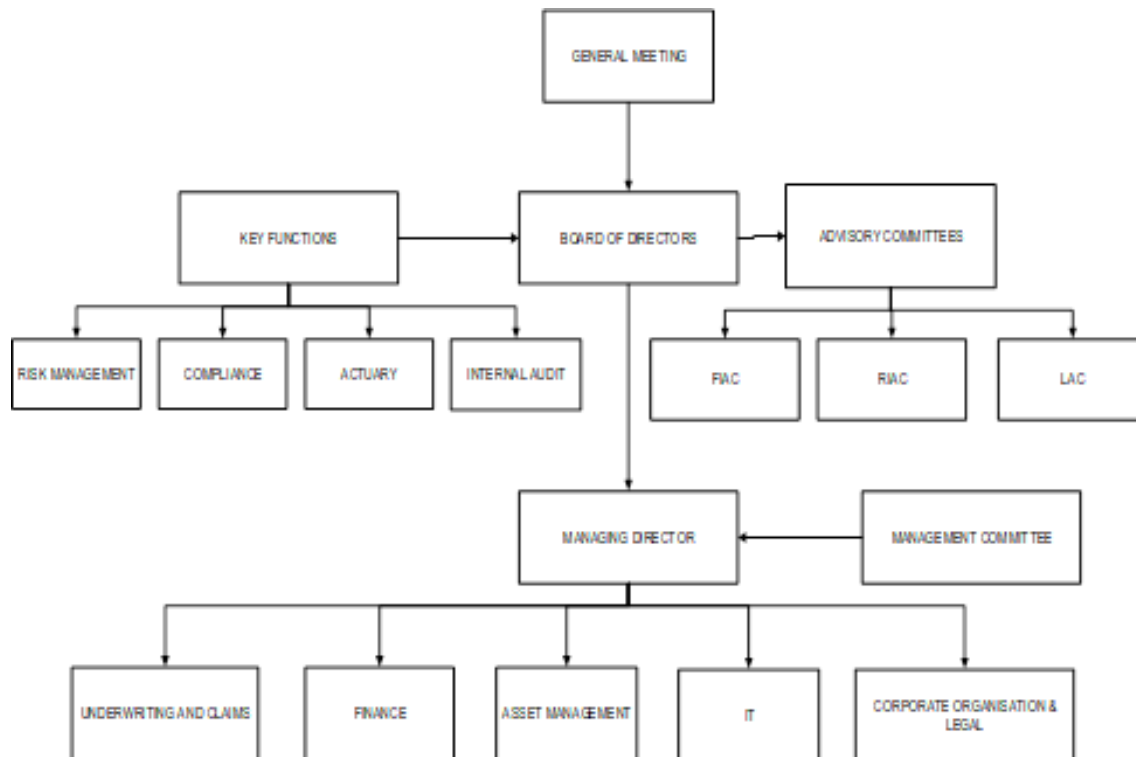 GENERAL MEETING
KEY FUNCTIONS
BOARD OF DIRECTORS
ADVISORY COMMITTEES
RISK MANAGEMENT
COMPLIANCE
ACTUARY
INTERNAL AUDIT
FIAC
RIAC
LAC
MANAGING DIRECTOR
MANAGEMENT COMMITTEE
UNDERWRITING AND CLAIMS
FINANCE
ASSET MANAGEMENT
IT
CORPORATE ORGANISATION &
LEGAL